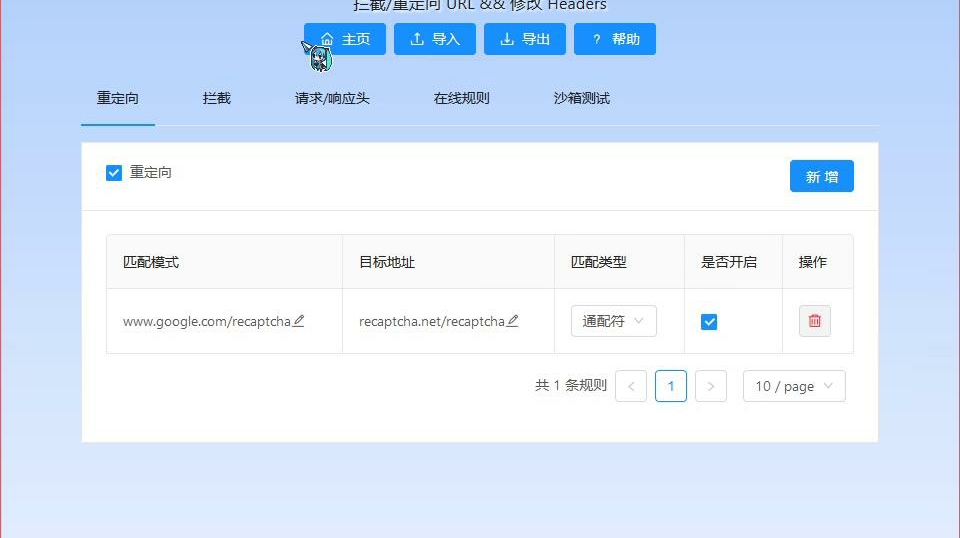 拦截/重定向 URL && 修改 Headers
主页 导入 导出 ? 帮助
重定向 拦截 请求/响应头 在线规则 沙箱测试
重定向 新 增
匹配模式 目标地址 匹配类型 是否开启 操作
www.google.com/recaptcha recaptcha.net/recaptcha 通配符
共 1 条规则 < 1 > 10 / page